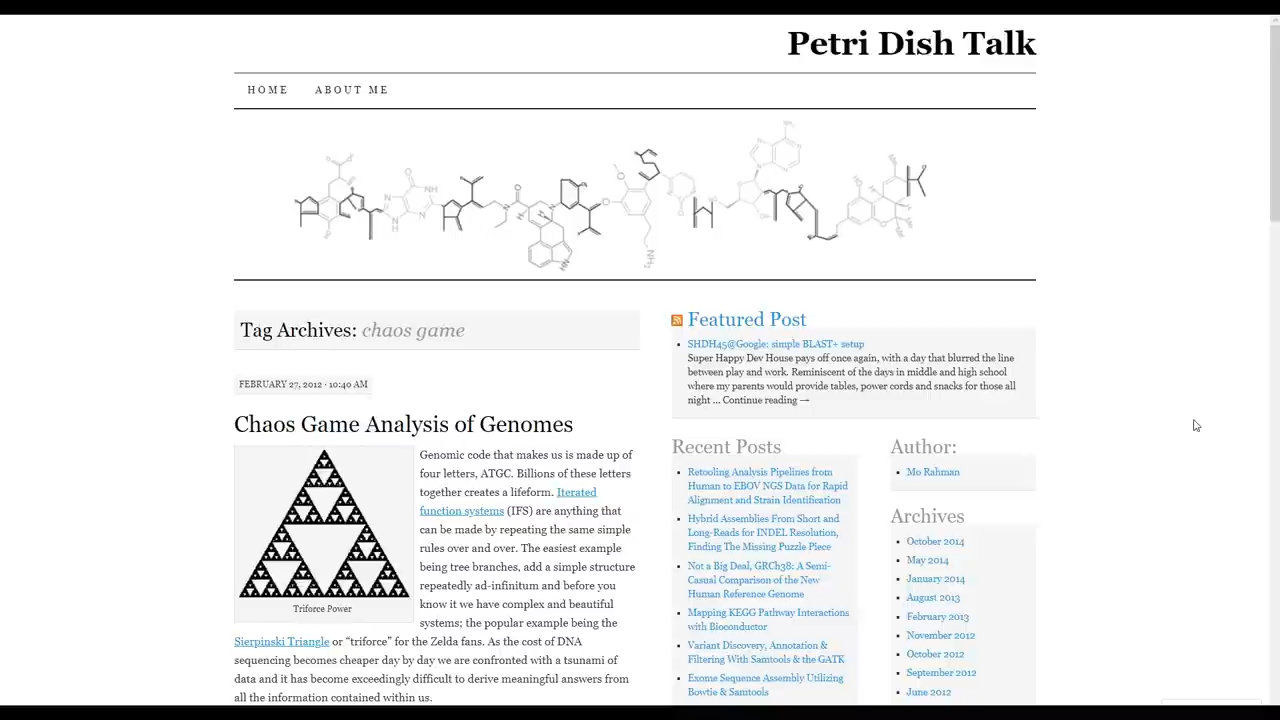 Petri Dish Talk
HOME
ABOUT ME
Tag Archives: chaos game
FEBRUARY 27, 2012 · 10:40 AM
Chaos Game Analysis of Genomes
Triforce Power
Genomic code that makes us is made up of
four letters, ATGC. Billions of these letters
together creates a lifeform. Iterated
function systems (IFS) are anything that
can be made by repeating the same simple
rules over and over. The easiest example
being tree branches, add a simple structure
repeatedly ad-infinitum and before you
know it we have complex and beautiful
systems; the popular example being the
Sierpinski Triangle or “triforce” for the Zelda fans. As the cost of DNA
sequencing becomes cheaper day by day we are confronted with a tsunami of
data and it has become exceedingly difficult to derive meaningful answers from
all the information contained within us.
Featured Post
SHDH45@Google: simple BLAST+ setup
Super Happy Dev House pays off once again, with a day that blurred the line
between play and work. Reminiscent of the days in middle and high school
where my parents would provide tables, power cords and snacks for those all
night ... Continue reading →
Recent Posts
Retooling Analysis Pipelines from
Human to EBOV NGS Data for Rapid
Alignment and Strain Identification
Hybrid Assemblies From Short and
Long-Reads for INDEL Resolution,
Finding The Missing Puzzle Piece
Not a Big Deal, GRCh38: A Semi-
Casual Comparison of the New
Human Reference Genome
Mapping KEGG Pathway Interactions
with Bioconductor
Variant Discovery, Annotation &
Filtering With Samtools & the GATK
Exome Sequence Assembly Utilizing
Bowtie & Samtools
Author:
Mo Rahman
Archives
October 2014
May 2014
January 2014
August 2013
February 2013
November 2012
October 2012
September 2012
June 2012